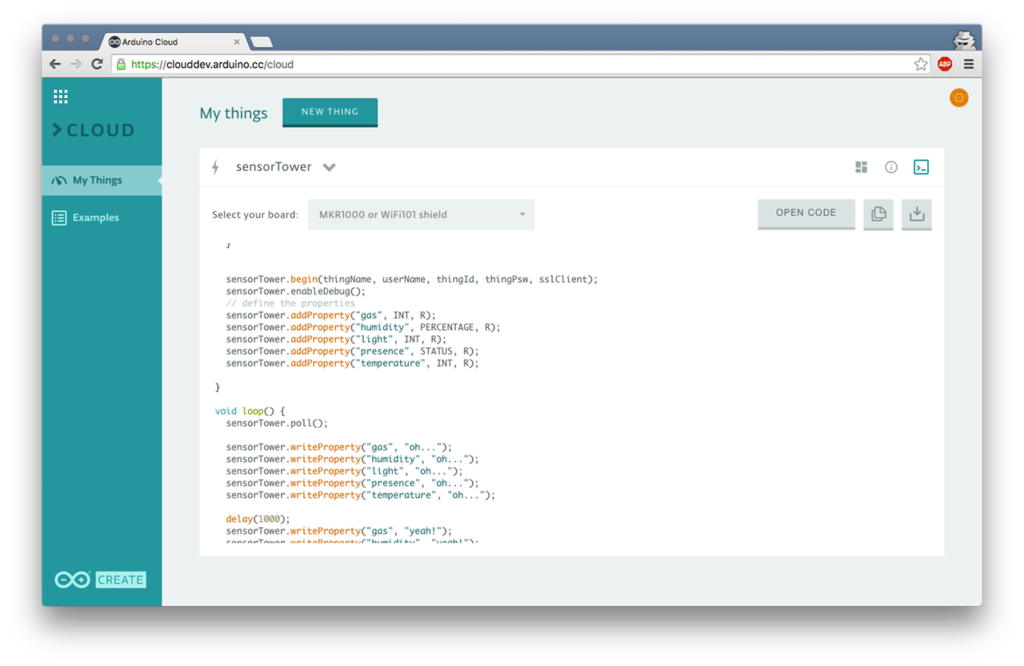 Arduino Cloud
https://clouddev.arduino.cc/cloud
ABP
CLOUD
My Things
Examples
CREATE
My things
NEW THING
sensorTower
Select your board:
MKR1000 or WiFi101 shield
OPEN CODE
sensorTower.begin(thingName, userName, thingId, thingPsw, sslClient);
sensorTower.enableDebug();
// define the properties
sensorTower.addProperty("gas", INT, R);
sensorTower.addProperty("humidity", PERCENTAGE, R);
sensorTower.addProperty("light", INT, R);
sensorTower.addProperty("presence", STATUS, R);
sensorTower.addProperty("temperature", INT, R);
}
void loop() {
sensorTower.poll();
sensorTower.writeProperty("gas", "oh...");
sensorTower.writeProperty("humidity", "oh...");
sensorTower.writeProperty("light", "oh...");
sensorTower.writeProperty("presence", "oh...");
sensorTower.writeProperty("temperature", "oh...");
delay(1000);
sensorTower.writeProperty("gas", "yeah!");
sensorTower.writeProperty("humidity", "yeah!");